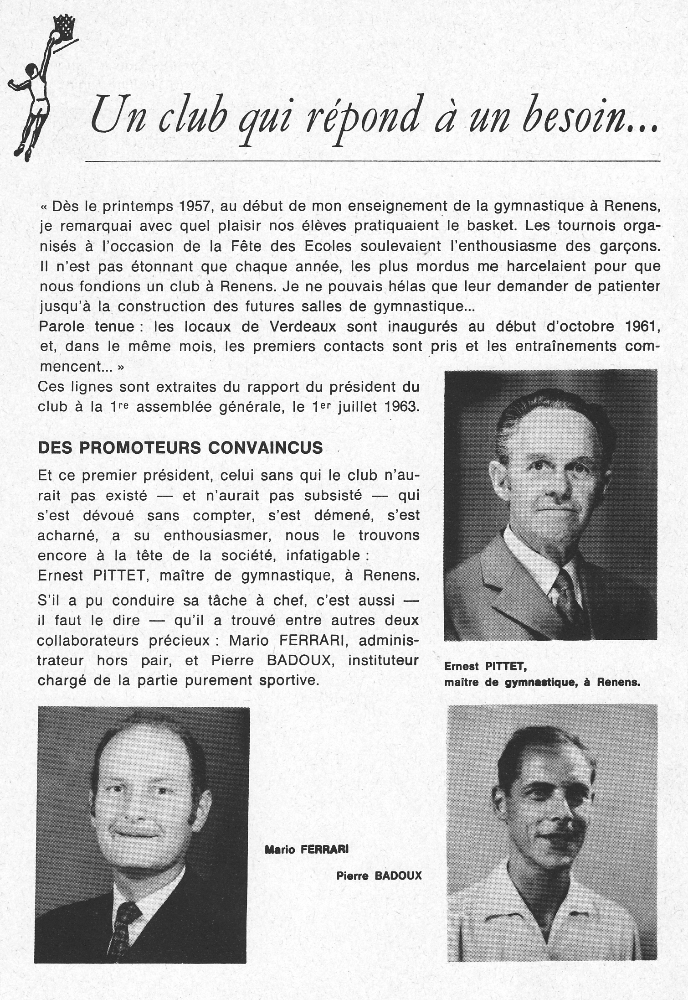 Un club qui répond à un besoin...
« Dès le printemps 1957, au début de mon enseignement de la gymnastique à Renens,
je remarquai avec quel plaisir nos élèves pratiquaient le basket. Les tournois orga-
nisés à l'occasion de la Fête des Ecoles soulevaient l'enthousiasme des garçons.
Il n'est pas étonnant que chaque année, les plus mordus me harcelaient pour que
nous fondions un club à Renens. Je ne pouvais hélas que leur demander de patienter
jusqu'à la construction des futures salles de gymnastique...
Parole tenue : les locaux de Verdeaux sont inaugurés au début d'octobre 1961,
et, dans le même mois, les premiers contacts sont pris et les entraînements com-
mencent... »
Ces lignes sont extraites du rapport du président du
club à la 1re assemblée générale, le 1er juillet 1963.
DES PROMOTEURS CONVAINCUS
Et ce premier président, celui sans qui le club n'au-
rait pas existé — et n'aurait pas subsisté — qui
s'est dévoué sans compter, s'est démené, s'est
acharné, a su enthousiasmer, nous le trouvons
encore à la tête de la société, infatigable :
Ernest PITTET, maître de gymnastique, à Renens.
S'il a pu conduire sa tâche à chef, c'est aussi —
il faut le dire — qu'il a trouvé entre autres deux
collaborateurs précieux : Mario FERRARI, adminis-
trateur hors pair, et Pierre BADOUX, instituteur
chargé de la partie purement sportive.
Ernest PITTET,
maître de gymnastique, à Renens.
Mario FERRARI
Pierre BADOUX